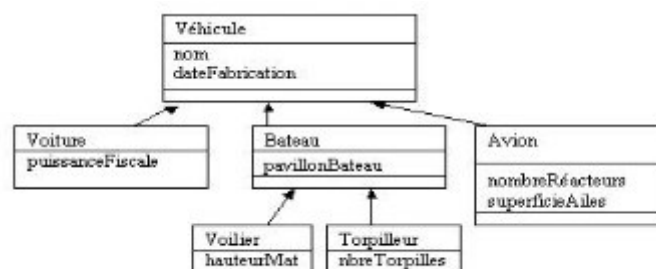 Véhicule
nom
dateFabrication
Voiture
puissanceFiscale
Bateau
pavillonBateau
Avion
nombreRéacteurs
superficieAiles
Voilier
hauteurMat
Torpilleur
nbreTorpilles